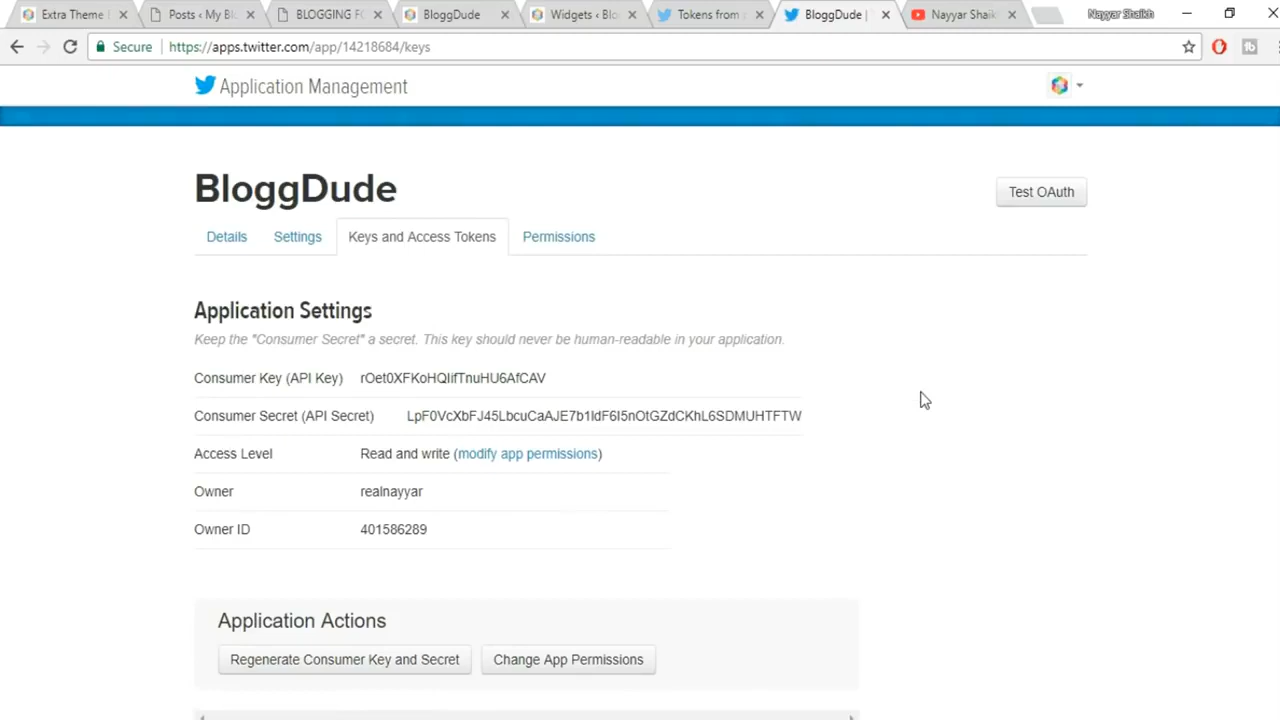 Extra Theme
Posts ‹ My Bl
BLOGGING FO
BloggDude
Widgets ‹ Blo
Tokens from
BloggDude |
Nayyar Shaik
Nayyar Shaikh
Secure
https://apps.twitter.com/app/14218684/keys
Application Management
BloggDude
Test OAuth
Details
Settings
Keys and Access Tokens
Permissions
Application Settings
Keep the "Consumer Secret" a secret. This key should never be human-readable in your application.
Consumer Key (API Key) rOet0XFKoHQIifTnuHU6AfCAV
Consumer Secret (API Secret) LpF0VcXbFJ45LbcuCaAJE7b1IdF6I5nOtGZdCKhL6SDMUHTFTW
Access Level Read and write (modify app permissions)
Owner realnayyar
Owner ID 401586289
Application Actions
Regenerate Consumer Key and Secret
Change App Permissions